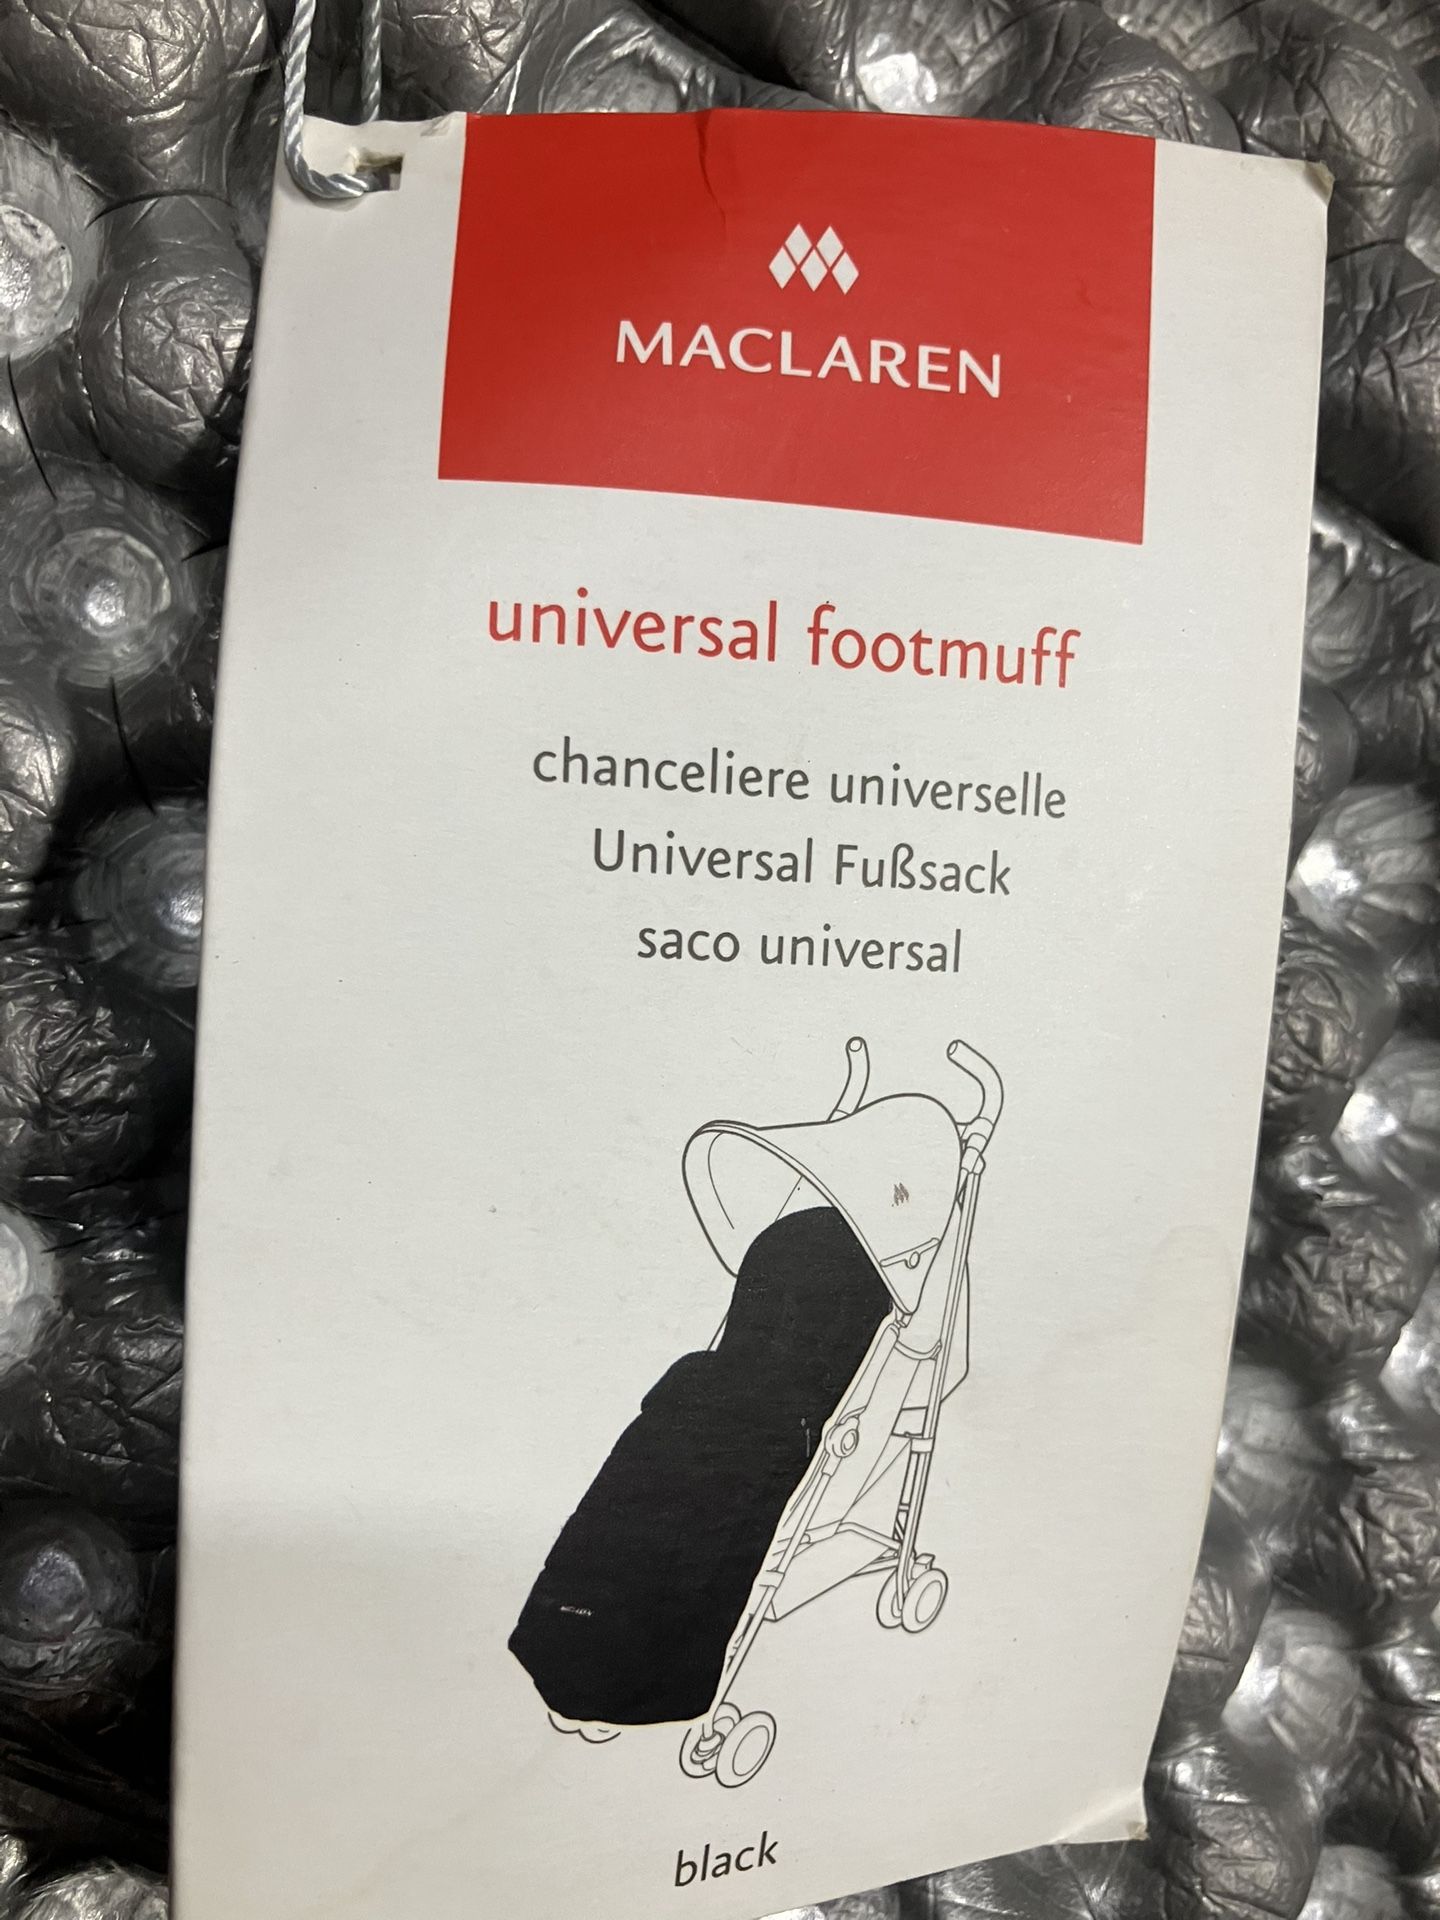 MACLAREN
universal footmuff
chanceliere universelle
Universal Fußsack
saco universal
black